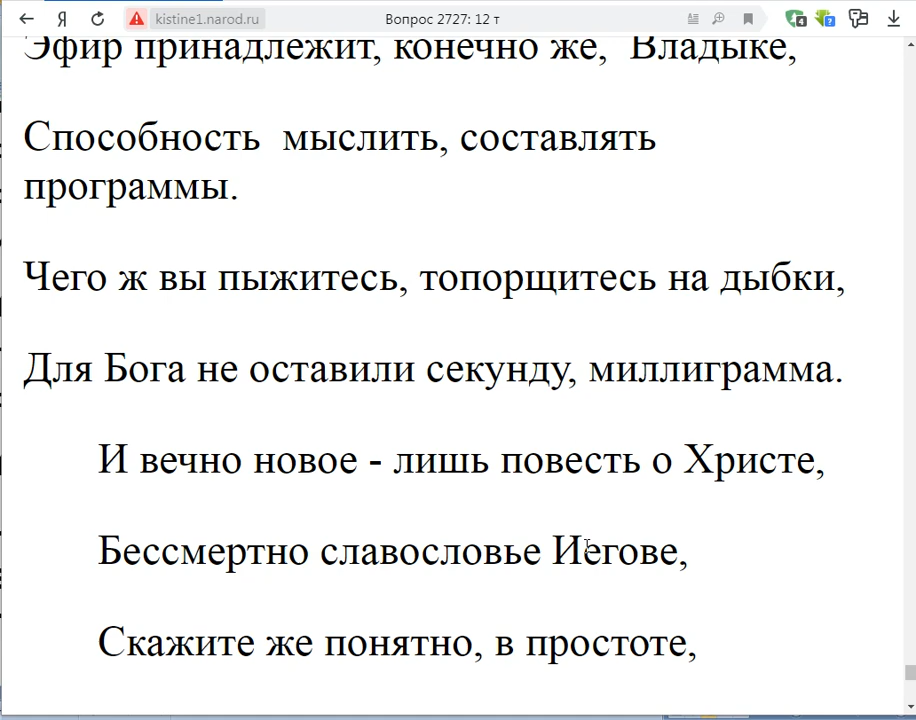 kistine1.narod.ru
Вопрос 2727: 12 т
Эфир принадлежит, конечно же, Владыке,
Способность мыслить, составлять
программы.
Чего ж вы пыжитесь, топорщитесь на дыбки,
Для Бога не оставили секунду, миллиграмма.
И вечно новое - лишь повесть о Христе,
Бессмертно славословье Иегове,
Скажите же понятно, в простоте,